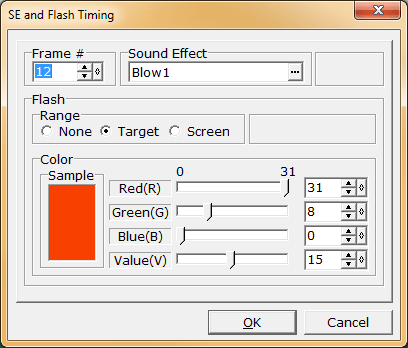 SE and Flash Timing
Frame #
Sound Effect
12
Blow1 ...
Flash
Range
None Target Screen
Color
Sample
0 31
Red(R) 31
Green(G) 8
Blue(B) 0
Value(V) 15
OK Cancel